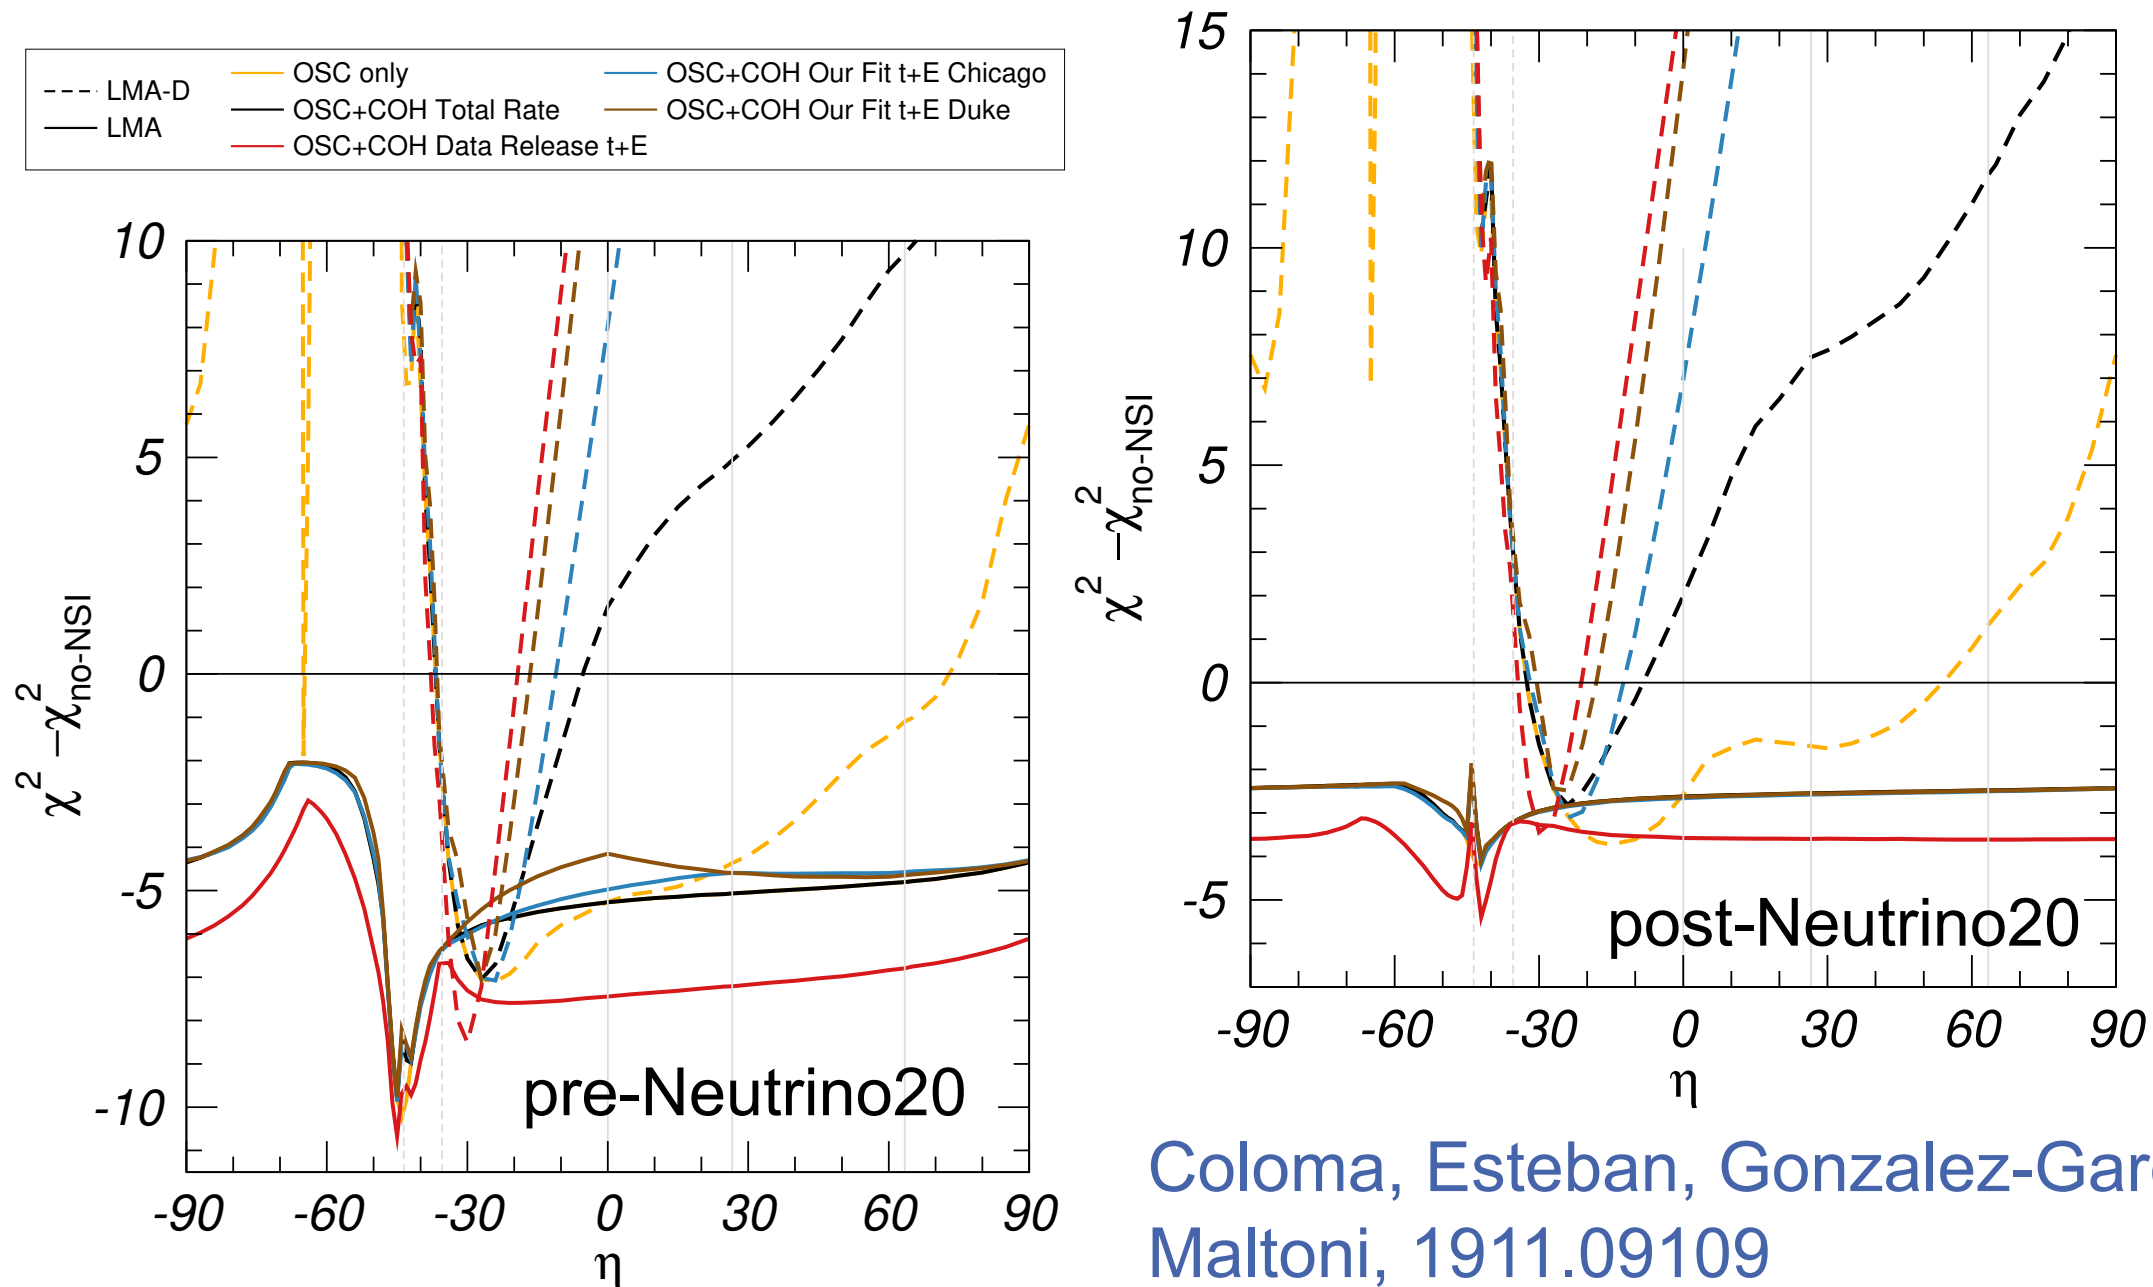 LMA-D
LMA
OSC only
OSC+COH Total Rate
OSC+COH Data Release t+E
OSC+COH Our Fit t+E Chicago
OSC+COH Our Fit t+E Duke
10
5
0
-5
-10
χ² − χ²no-NSI
-90 -60 -30 0 30 60 90
η
pre-Neutrino20
15
10
5
0
-5
χ² − χ²no-NSI
-90 -60 -30 0 30 60 90
η
post-Neutrino20
Coloma, Esteban, Gonzalez-Gar
Maltoni, 1911.09109